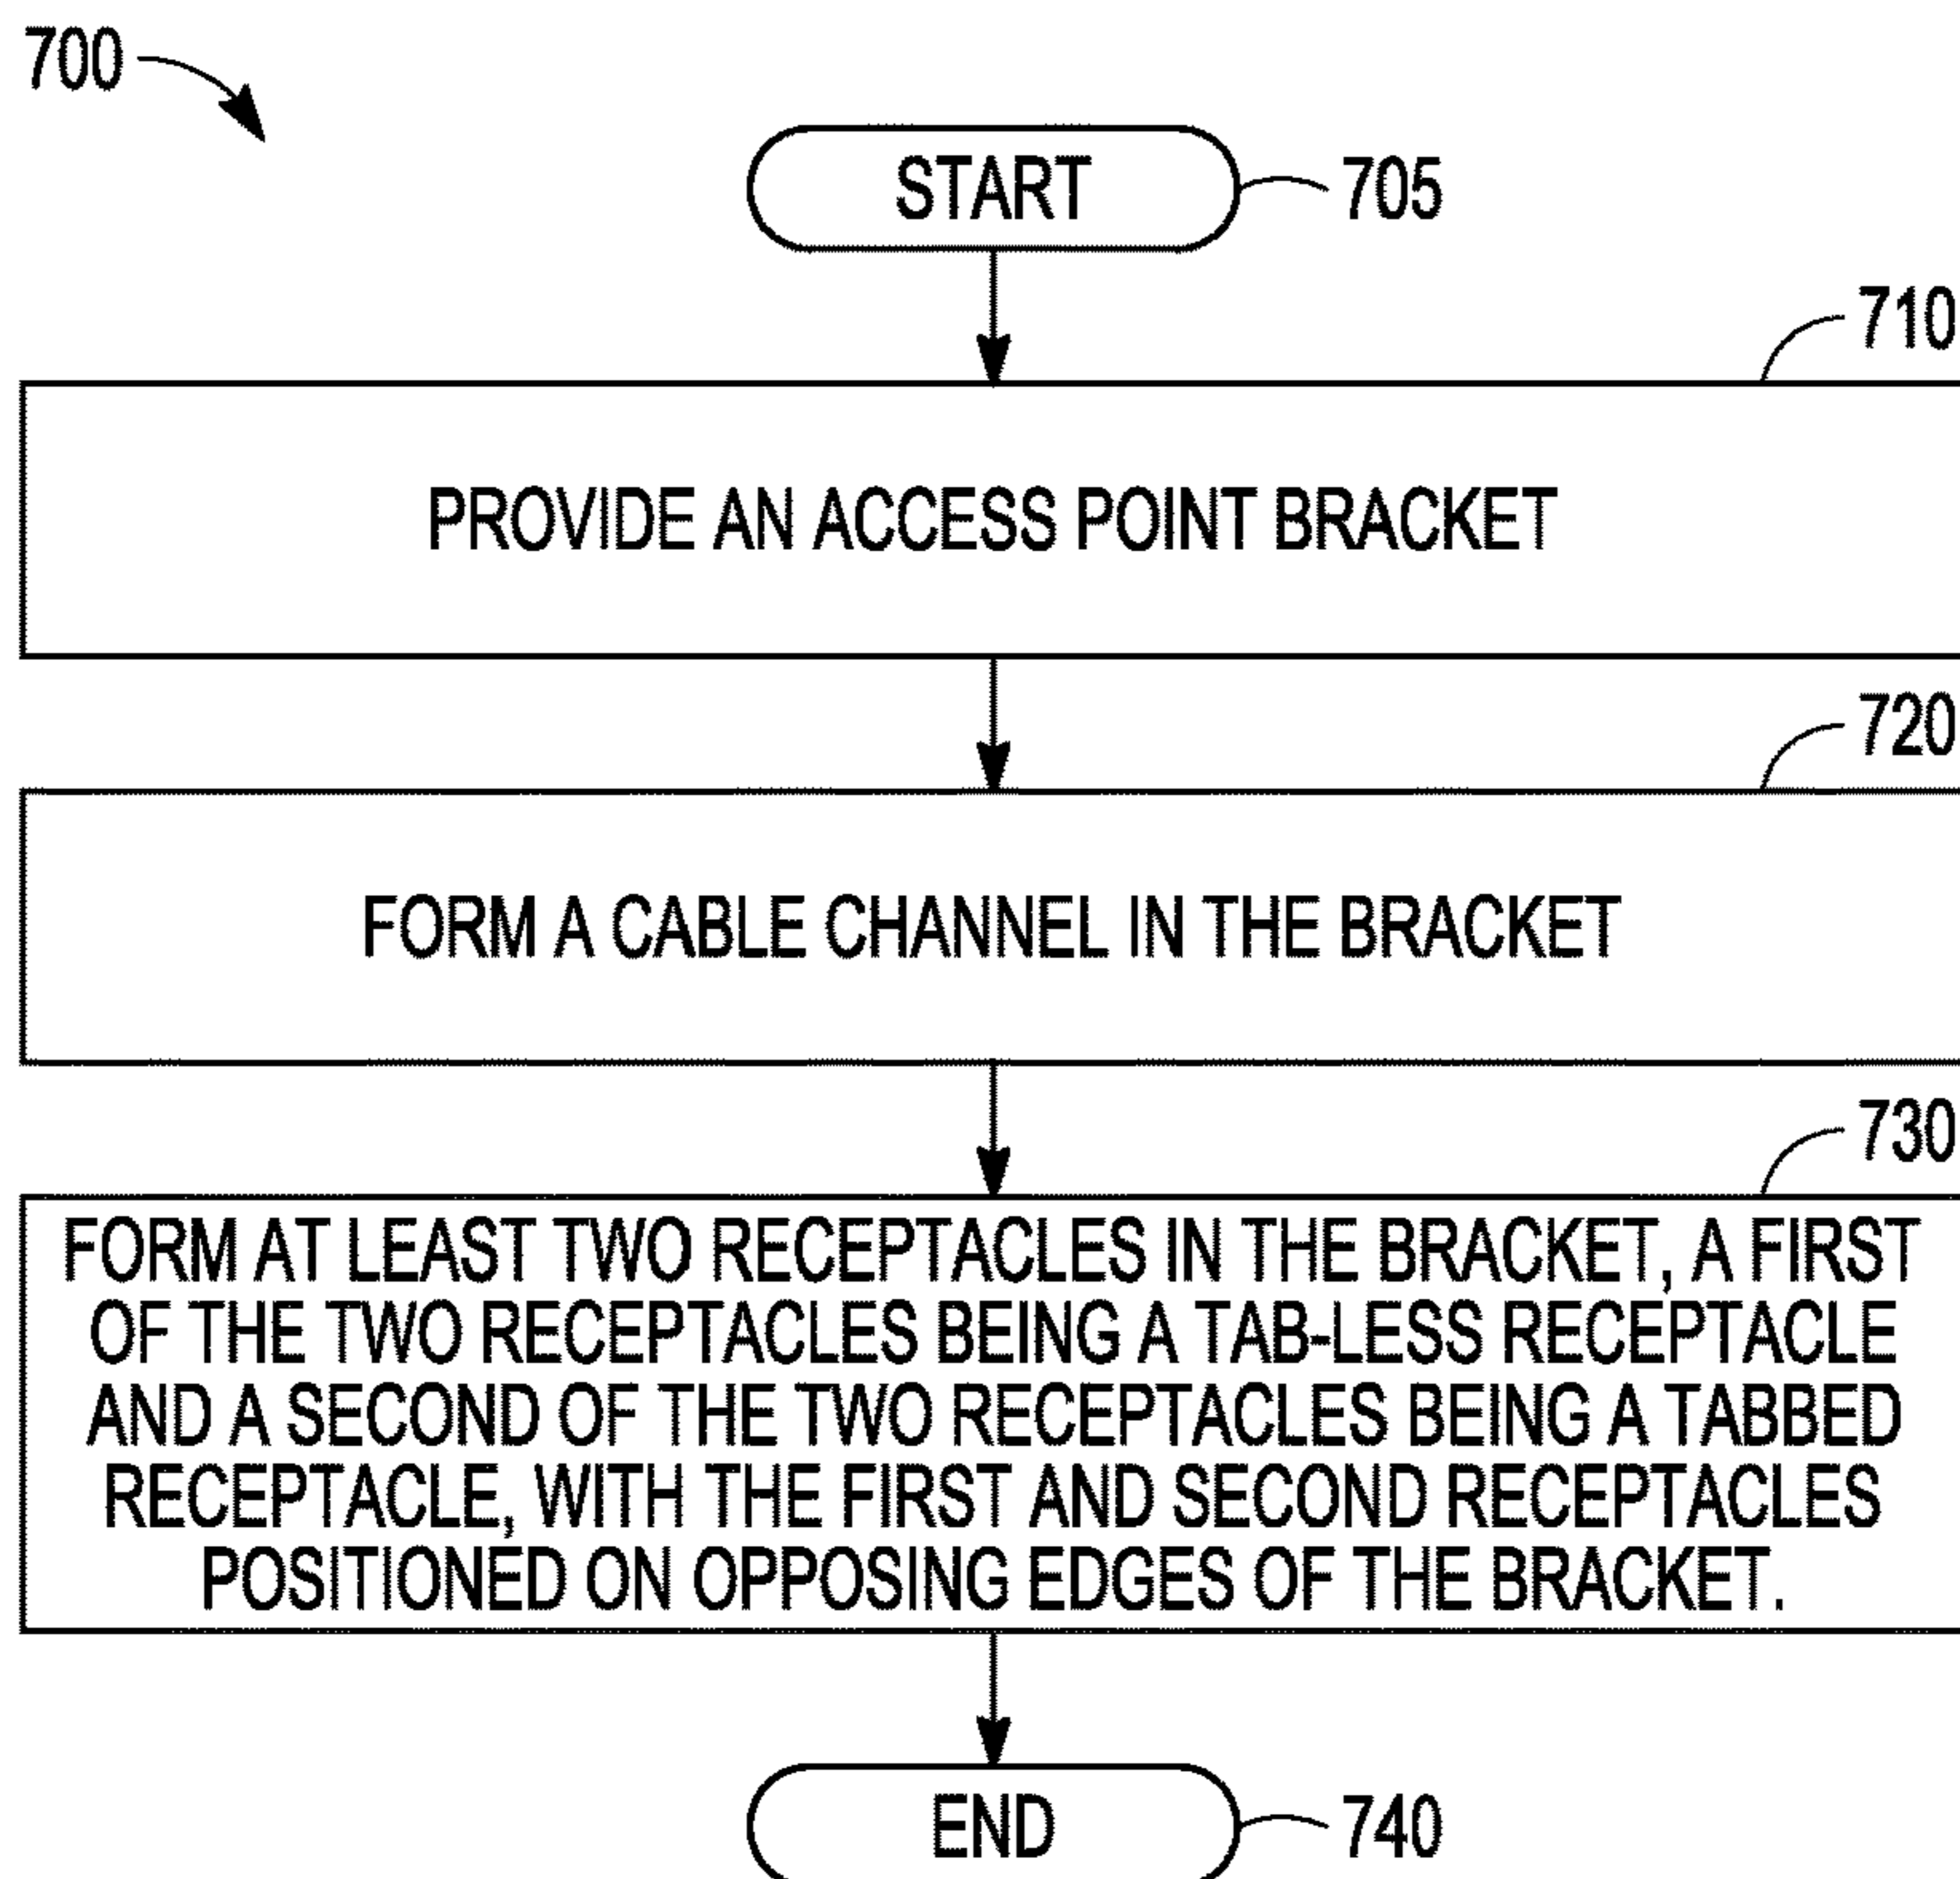 700
START
705
710
PROVIDE AN ACCESS POINT BRACKET
720
FORM A CABLE CHANNEL IN THE BRACKET
730
FORM AT LEAST TWO RECEPTACLES IN THE BRACKET, A FIRST
OF THE TWO RECEPTACLES BEING A TAB-LESS RECEPTACLE
AND A SECOND OF THE TWO RECEPTACLES BEING A TABBED
RECEPTACLE, WITH THE FIRST AND SECOND RECEPTACLES
POSITIONED ON OPPOSING EDGES OF THE BRACKET.
END
740